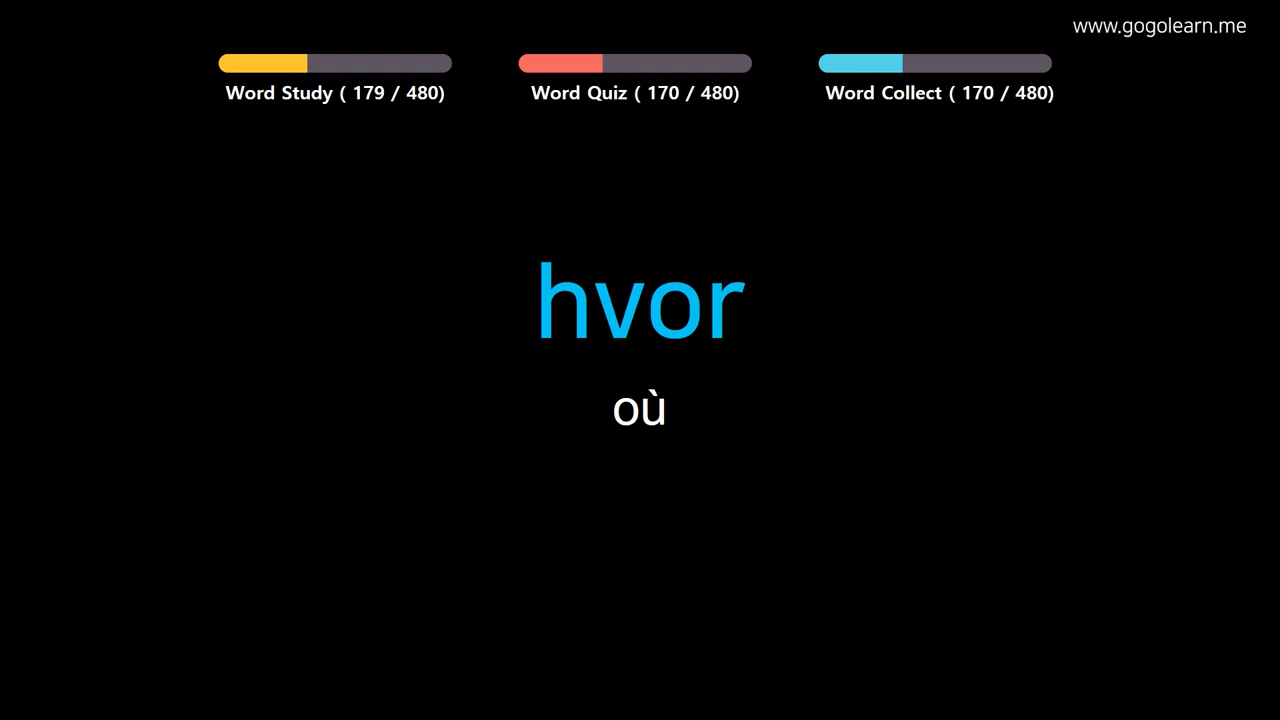 www.gogolearn.me
Word Study ( 179 / 480)
Word Quiz ( 170 / 480)
Word Collect ( 170 / 480)
hvor
où